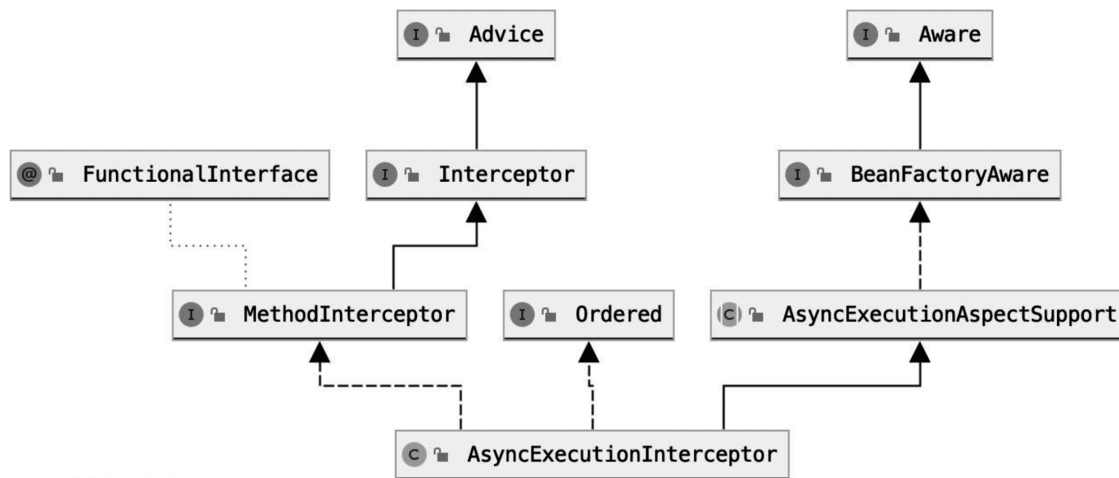 I Advice
I Aware
@ FunctionalInterface
I Interceptor
I BeanFactoryAware
I MethodInterceptor
I Ordered
C AsyncExecutionAspectSupport
C AsyncExecutionInterceptor